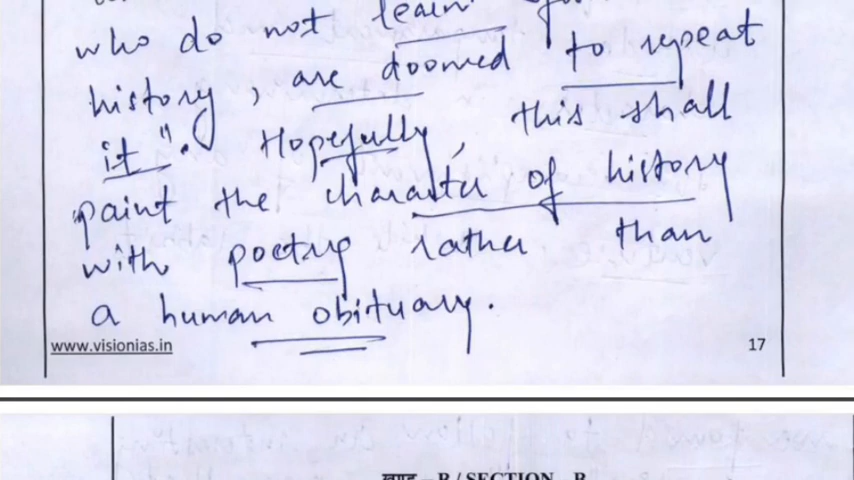 who do not learn
history, are doomed to repeat
it". Hopefully, this shall
paint the character of history
with poetry rather than
a human obituary.
www.visionias.in 17
खण्ड – B / SECTION – B